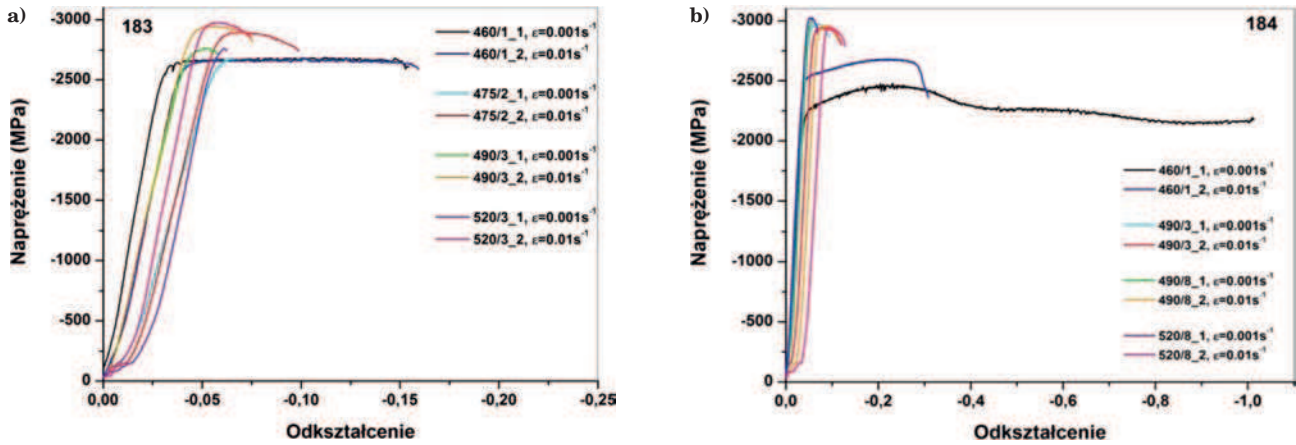 a)
183
Naprężenie (MPa)
-3000
-2500
-2000
-1500
-1000
-500
0
460/1_1, ε=0.001s⁻¹
460/1_2, ε=0.01s⁻¹
475/2_1, ε=0.001s⁻¹
475/2_2, ε=0.01s⁻¹
490/3_1, ε=0.001s⁻¹
490/3_2, ε=0.01s⁻¹
520/3_1, ε=0.001s⁻¹
520/3_2, ε=0.01s⁻¹
0,00 -0,05 -0,10 -0,15 -0,20 -0,25
Odkształcenie
b)
184
Naprężenie (MPa)
-3000
-2500
-2000
-1500
-1000
-500
0
460/1_1, ε=0.001s⁻¹
460/1_2, ε=0.01s⁻¹
490/3_1, ε=0.001s⁻¹
490/3_2, ε=0.01s⁻¹
490/8_1, ε=0.001s⁻¹
490/8_2, ε=0.01s⁻¹
520/8_1, ε=0.001s⁻¹
520/8_2, ε=0.01s⁻¹
0,0 -0,2 -0,4 -0,6 -0,8 -1,0
Odkształcenie